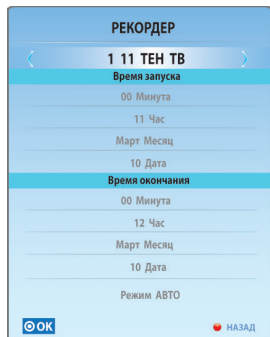 РЕКОРДЕР
1 11 ТЕН ТВ
Время запуска
00 Минута
11 Час
Март Месяц
10 Дата
Время окончания
00 Минута
12 Час
Март Месяц
10 Дата
Режим АВТО
ОК НАЗАД